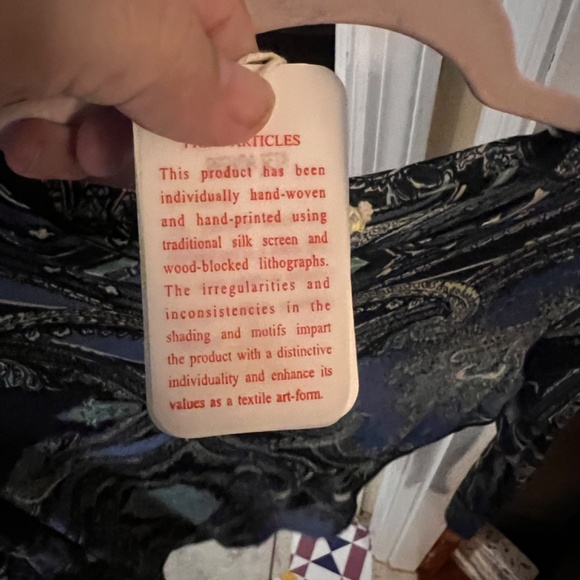 ARTICLES
This product has been
individually hand-woven
and hand-printed using
traditional silk screen and
wood-blocked lithographs.
The irregularities and
inconsistencies in the
shading and motifs impart
the product with a distinctive
individuality and enhance its
values as a textile art-form.